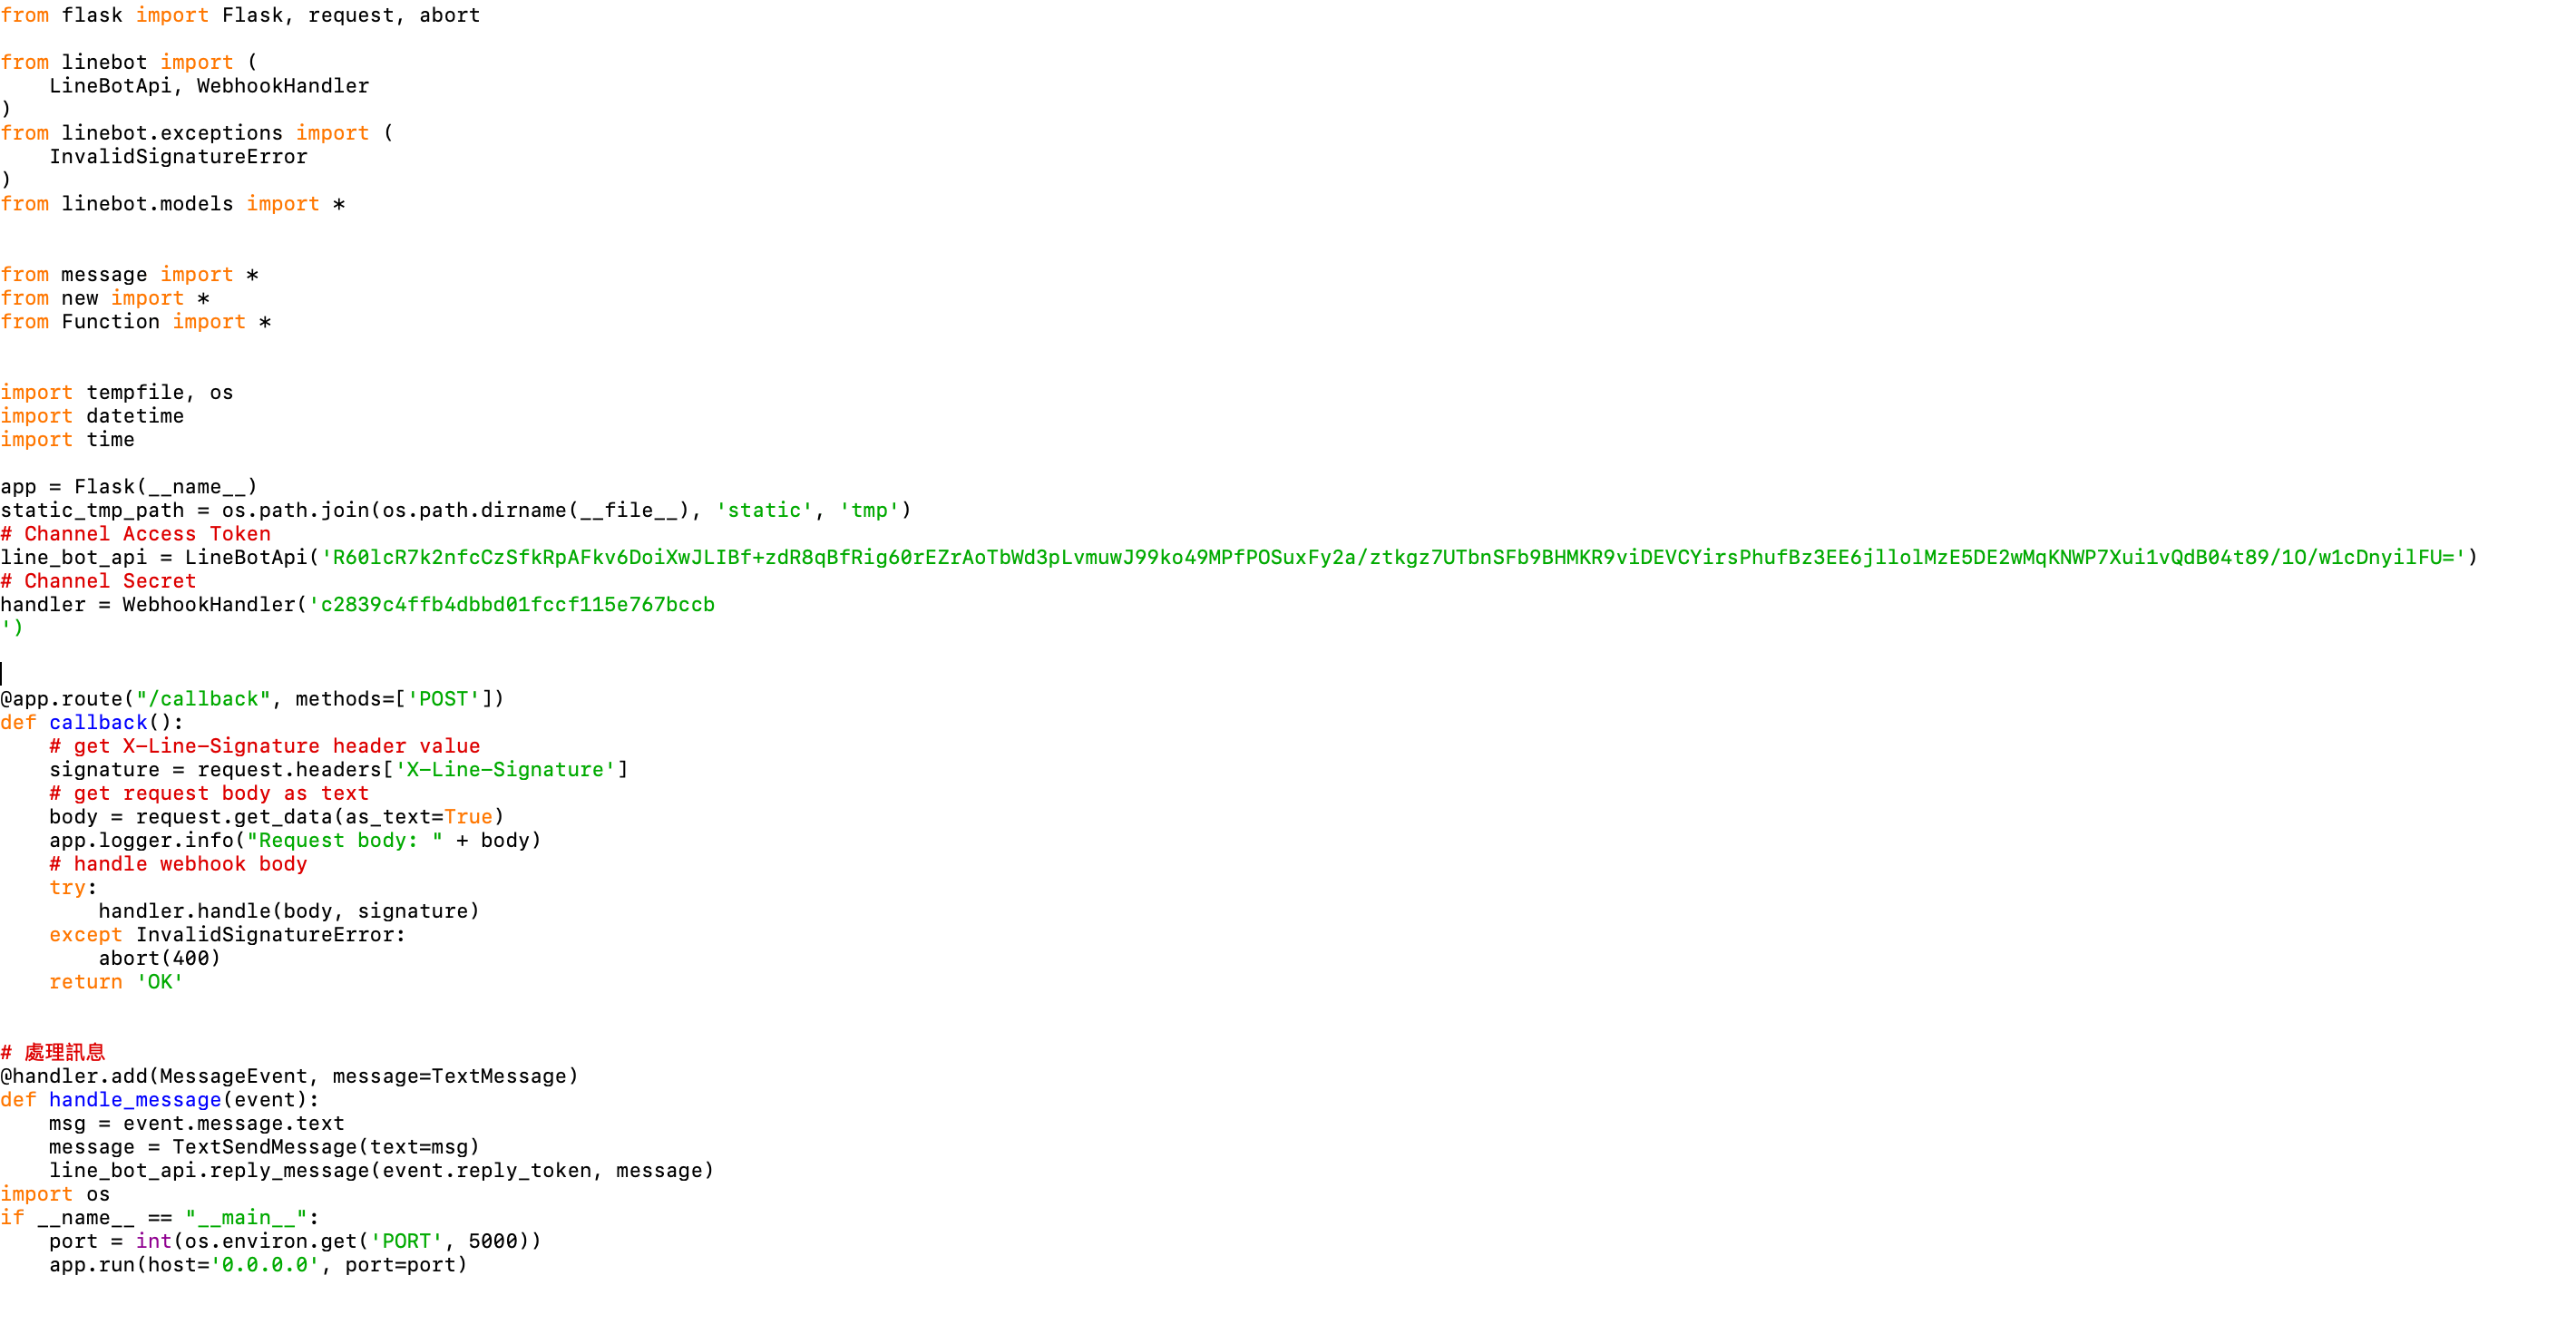 from flask import Flask, request, abort

from linebot import (
    LineBotApi, WebhookHandler
)
from linebot.exceptions import (
    InvalidSignatureError
)
from linebot.models import *


from message import *
from new import *
from Function import *


import tempfile, os
import datetime
import time

app = Flask(__name__)
static_tmp_path = os.path.join(os.path.dirname(__file__), 'static', 'tmp')
# Channel Access Token
line_bot_api = LineBotApi('R60lcR7k2nfcCzSfkRpAFkv6DoiXwJLIBf+zdR8qBfRig60rEZrAoTbWd3pLvmuwJ99ko49MPfPOSuxFy2a/ztkgz7UTbnSFb9BHMKR9viDEVCYirsPhufBz3EE6jllolMzE5DE2wMqKNWP7Xui1vQdB04t89/1O/w1cDnyilFU=')
# Channel Secret
handler = WebhookHandler('c2839c4ffb4dbbd01fccf115e767bccb
')


@app.route("/callback", methods=['POST'])
def callback():
    # get X-Line-Signature header value
    signature = request.headers['X-Line-Signature']
    # get request body as text
    body = request.get_data(as_text=True)
    app.logger.info("Request body: " + body)
    # handle webhook body
    try:
        handler.handle(body, signature)
    except InvalidSignatureError:
        abort(400)
    return 'OK'


# 處理訊息
@handler.add(MessageEvent, message=TextMessage)
def handle_message(event):
    msg = event.message.text
    message = TextSendMessage(text=msg)
    line_bot_api.reply_message(event.reply_token, message)
import os
if __name__ == "__main__":
    port = int(os.environ.get('PORT', 5000))
    app.run(host='0.0.0.0', port=port)